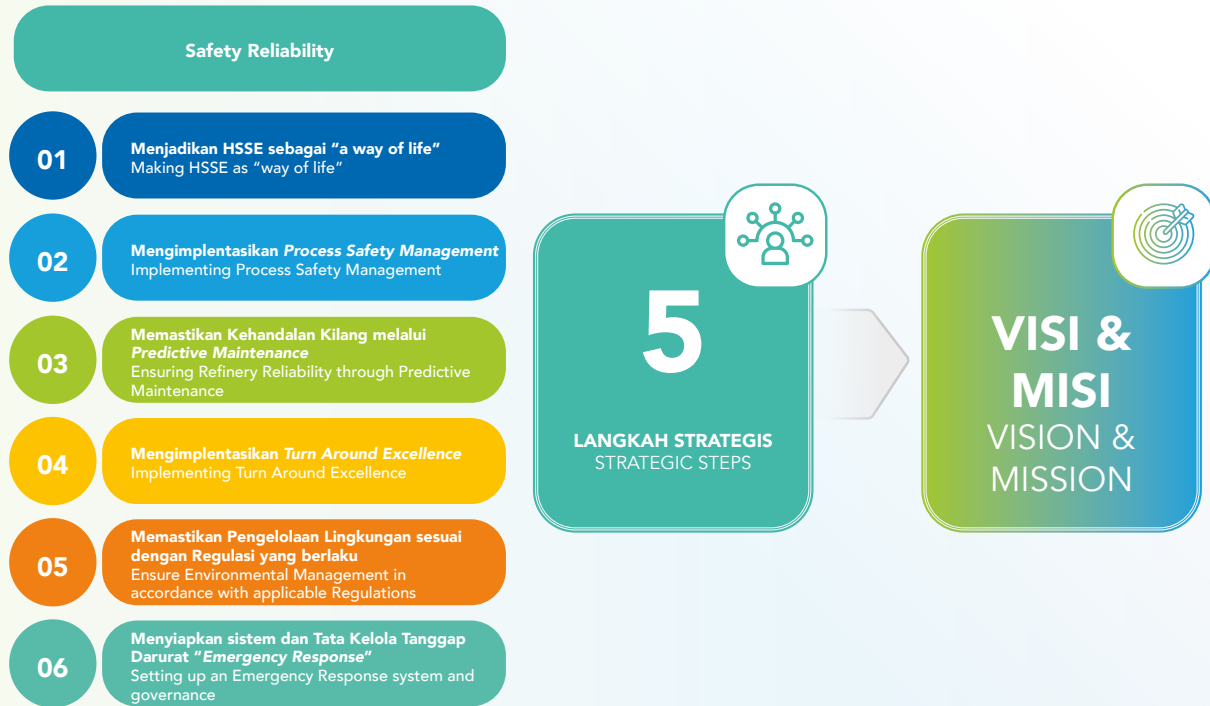 Safety Reliability
01
Menjadikan HSSE sebagai “a way of life”
Making HSSE as “way of life”
02
Mengimplentasikan Process Safety Management
Implementing Process Safety Management
03
Memastikan Kehandalan Kilang melalui
Predictive Maintenance
Ensuring Refinery Reliability through Predictive
Maintenance
04
Mengimplentasikan Turn Around Excellence
Implementing Turn Around Excellence
05
Memastikan Pengelolaan Lingkungan sesuai
dengan Regulasi yang berlaku
Ensure Environmental Management in
accordance with applicable Regulations
06
Menyiapkan sistem dan Tata Kelola Tanggap
Darurat “Emergency Response”
Setting up an Emergency Response system and
governance
5
LANGKAH STRATEGIS
STRATEGIC STEPS
VISI &
MISI
VISION &
MISSION